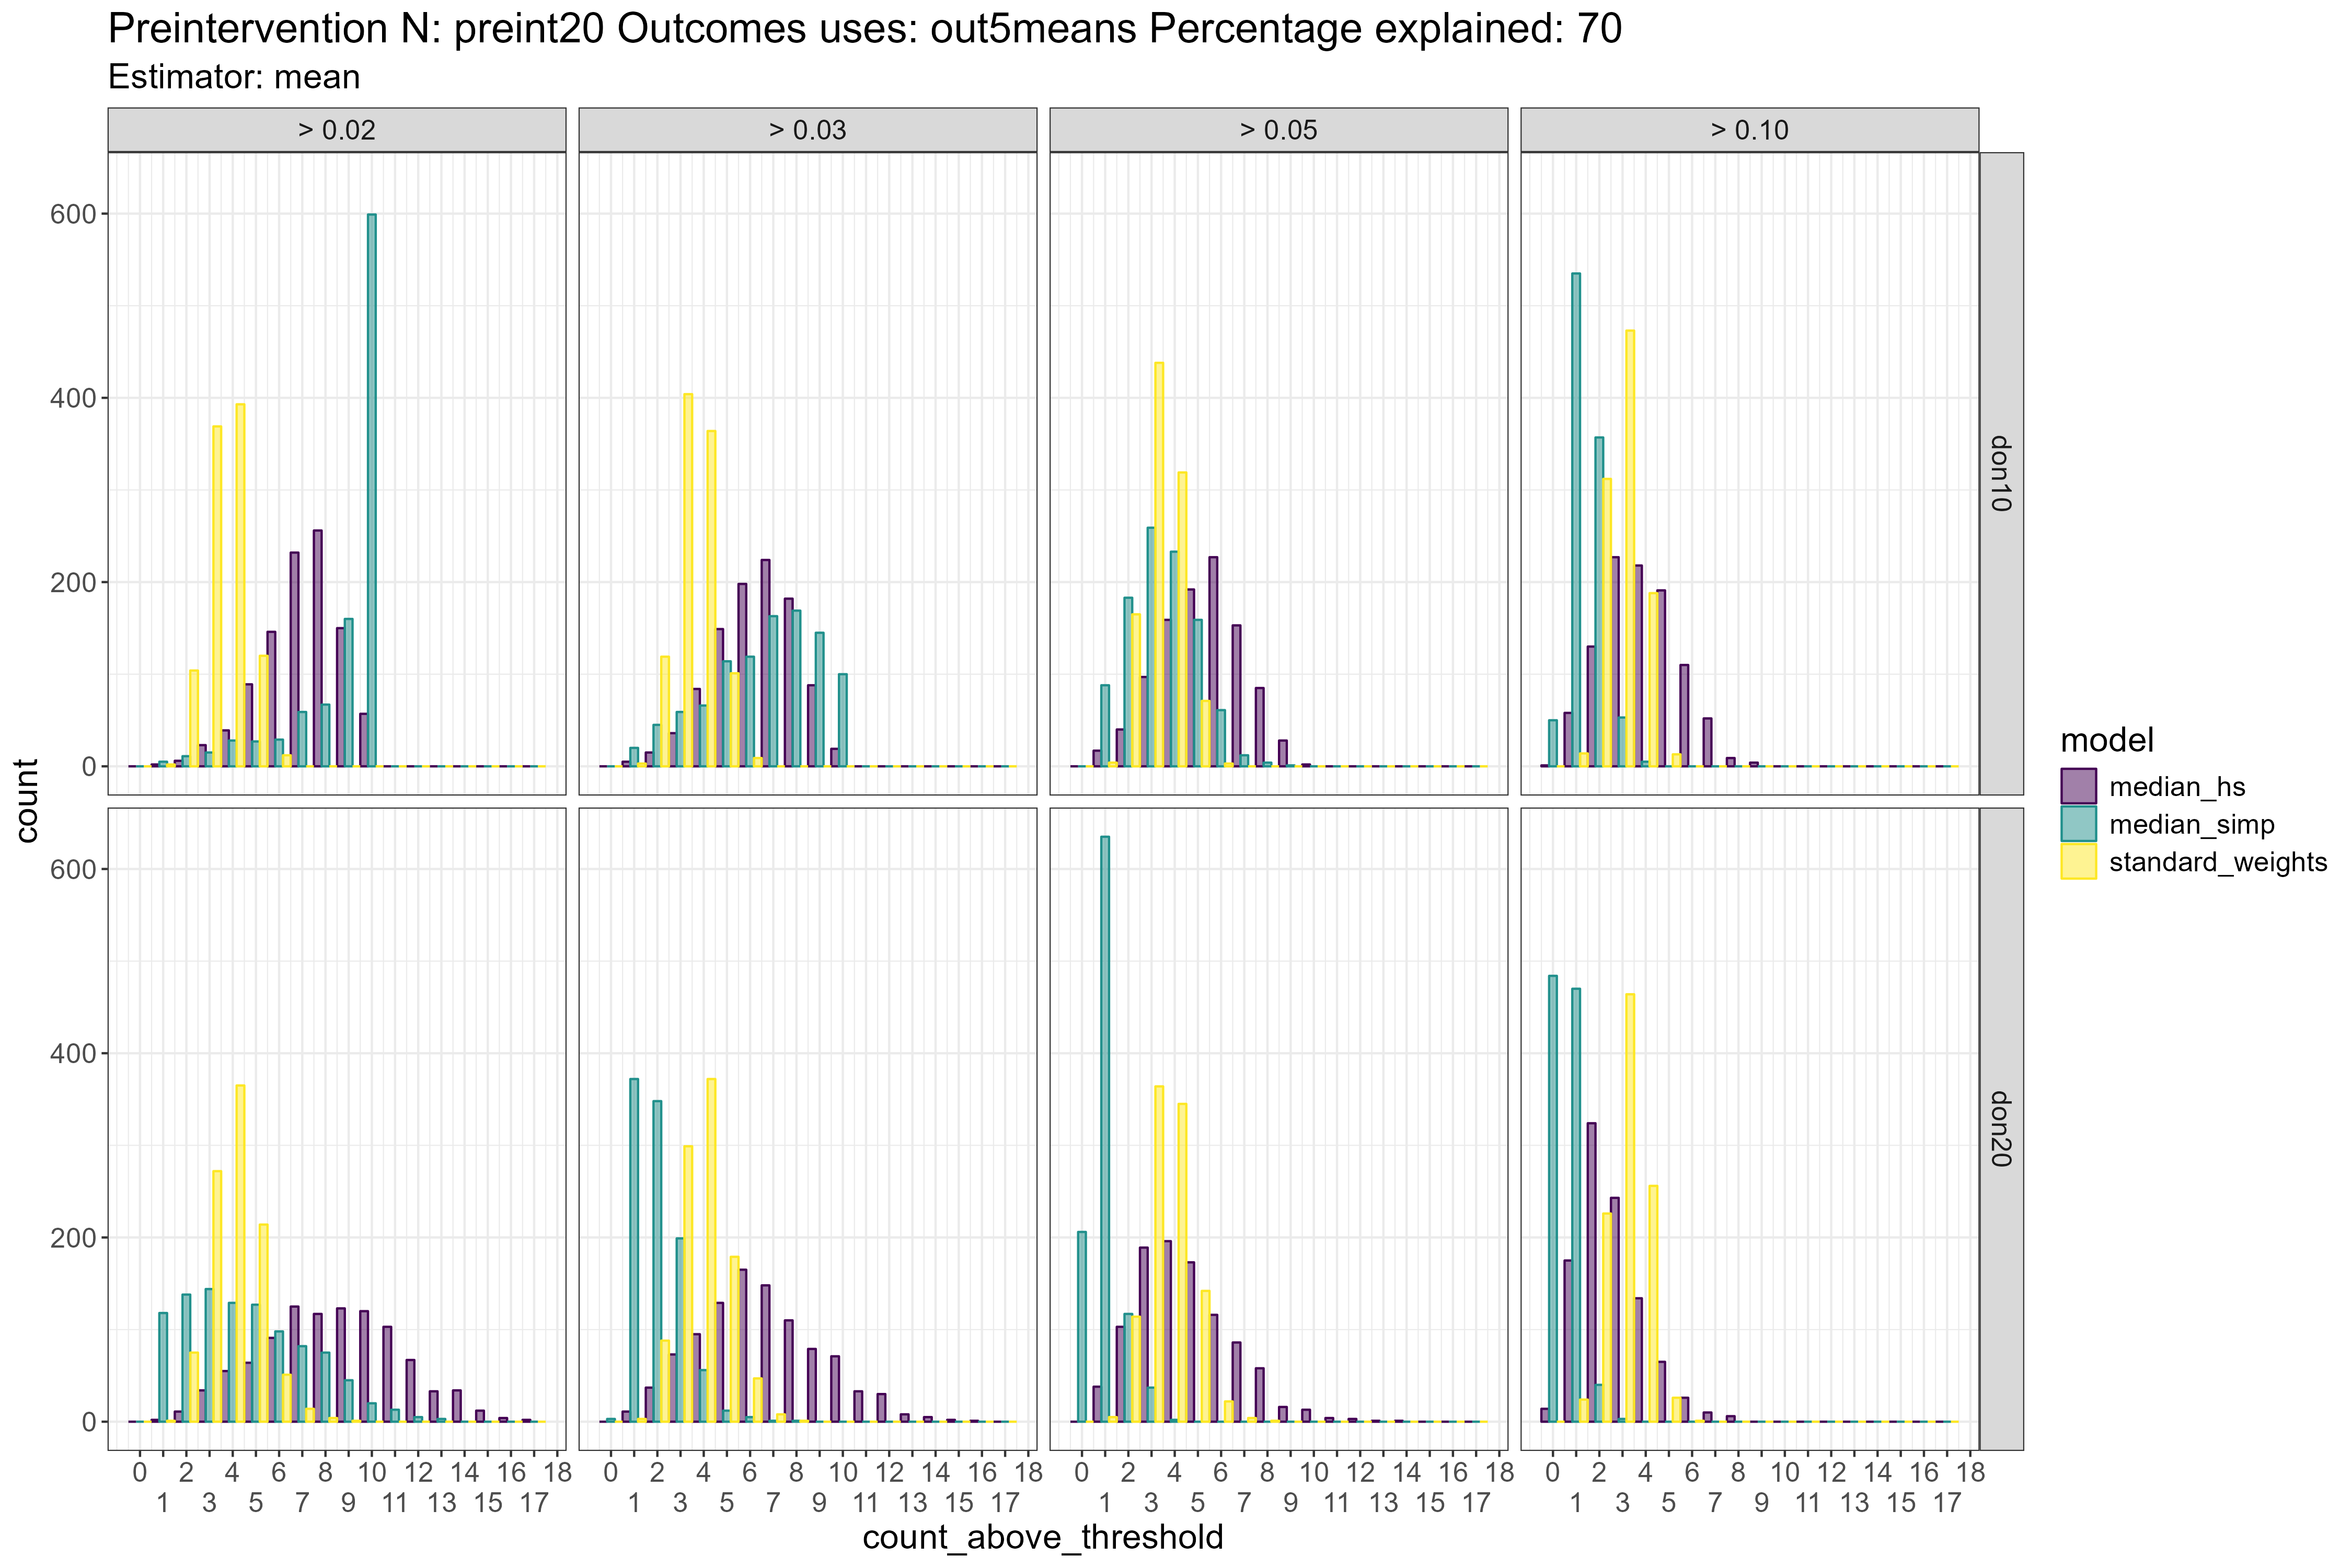 Preintervention N: preint20 Outcomes uses: out5means Percentage explained: 70
Estimator: mean
> 0.02 > 0.03 > 0.05 > 0.10
600
400
200
0
don10
count
600
400
200
0
don20
0 2 4 6 8 10 12 14 16 18 0 2 4 6 8 10 12 14 16 18 0 2 4 6 8 10 12 14 16 18 0 2 4 6 8 10 12 14 16 18
1 3 5 7 9 11 13 15 17 1 3 5 7 9 11 13 15 17 1 3 5 7 9 11 13 15 17 1 3 5 7 9 11 13 15 17
count_above_threshold
model
median_hs
median_simp
standard_weights